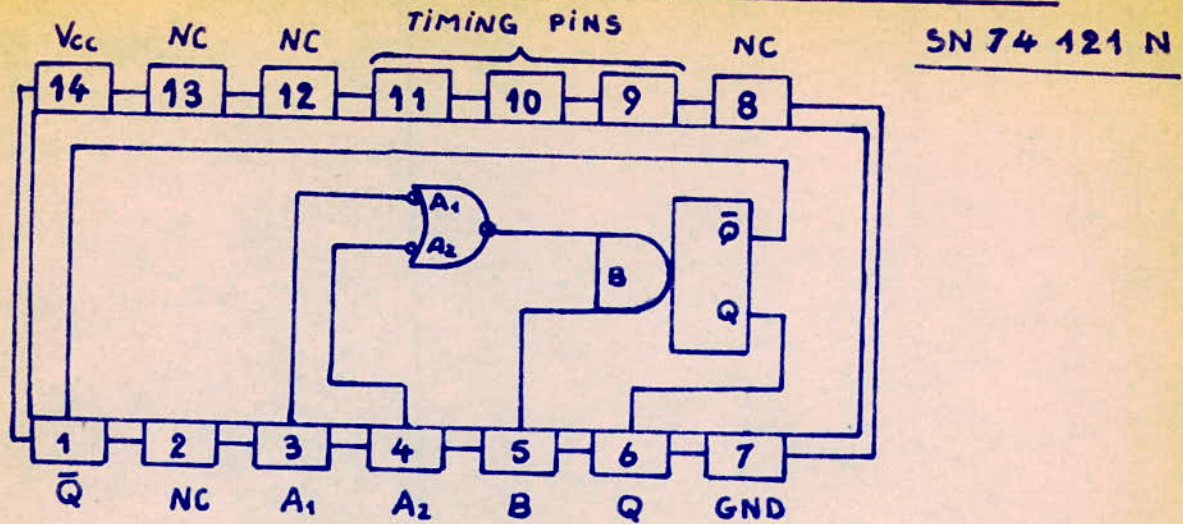 TiMiNG PiNS
SN 74 121 N
Vcc NC NC NC
14 13 12 11 10 9 8
A1
A2
B
Q̅
Q
1 2 3 4 5 6 7
Q̅ NC A1 A2 B Q GND